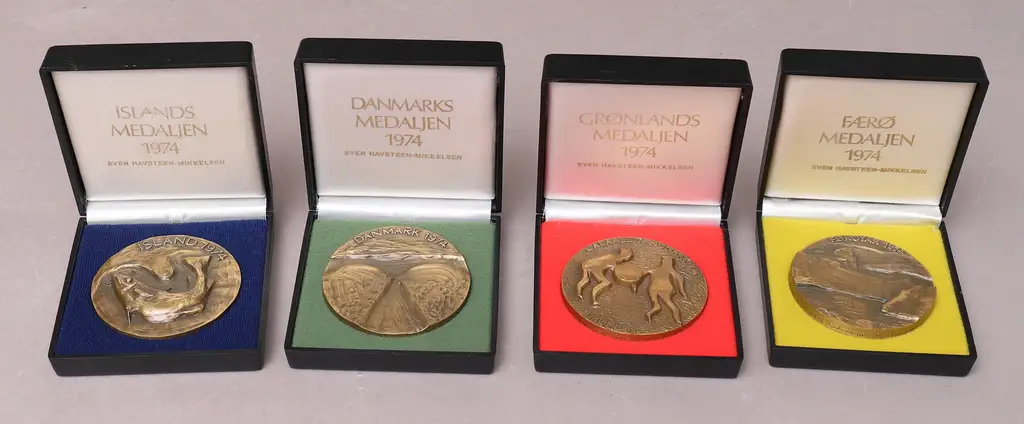 ISLANDS
MEDALJEN
1974
SVEN HAVSTEEN-MIKKELSEN
ISLAND 1974
DANMARKS
MEDALJEN
1974
SVEN HAVSTEEN-MIKKELSEN
DANMARK 1974
GRØNLANDS
MEDALJEN
1974
SVEN HAVSTEEN-MIKKELSEN
FÆRØ
MEDALJEN
1974
SVEN HAVSTEEN-MIKKELSEN